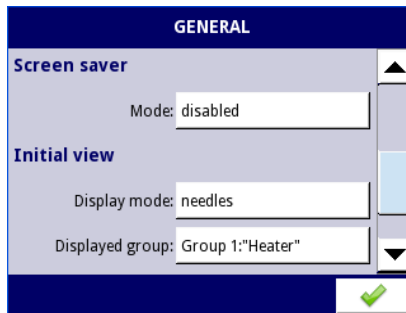 GENERAL
Screen saver
Mode: disabled
Initial view
Display mode: needles
Displayed group: Group 1:"Heater"